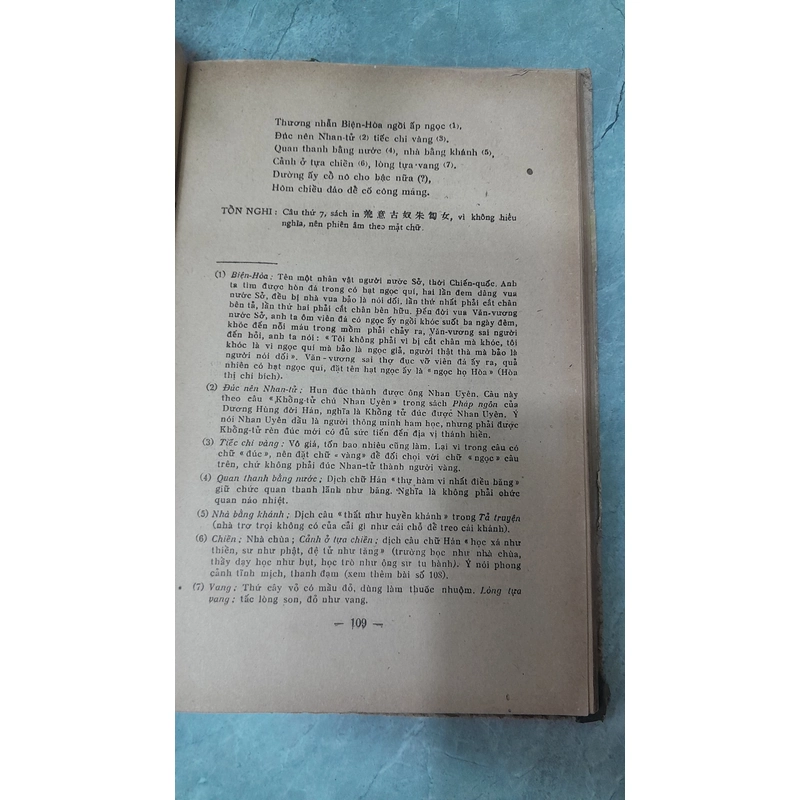 Thương nhẫn Biện-Hòa ngồi ấp ngọc (1),
Đúc nên Nhan-tử (2) tiếc chi vàng (3).
Quan thanh bằng nước (4), nhà bằng khánh (5),
Cảnh ở tựa chiền (6), lòng tựa vang (7).
Dường ấy cồ nô cho bậc nữa (?),
Hôm chiều đảo dề cố công máng.
TỒN NGHI : Câu thứ 7, sách in 意 古 奴 朱 女, vì không hiểu
nghĩa, nên phiên âm theo mặt chữ.
(1) Biện-Hòa : Tên một nhân vật người nước Sở, thời Chiến-quốc. Anh
ta tìm được hòn đá trong có hạt ngọc quí, hai lần đem dâng vua
nước Sở, đều bị nhà vua bảo là nói dối, lần thứ nhất phải cắt chân
bên tả, lần thứ hai phải cắt chân bên hữu. Đến đời vua Văn-vương
nước Sở, anh ta ôm viên đá có ngọc ấy ngồi khóc suốt ba ngày đêm,
khóc đến nỗi máu trong mồm phải chảy ra, Văn-vương sai người
đến hỏi, anh ta nói : « Tôi không phải vì bị cắt chân mà khóc, tôi
khóc là vì ngọc quí mà bảo là ngọc giả, người thật thà mà bảo là
người nói dối ». Văn-vương sai thợ đục vỡ viên đá ấy ra, quả
nhiên có hạt ngọc quí, đặt tên hạt ngọc ấy là « ngọc họ Hòa » (Hòa
thị chi bích).
(2) Đúc nên Nhan-tử : Hun đúc thành được ông Nhan Uyên. Câu này
theo câu « Khổng-tử chú Nhan Uyên » trong sách Pháp ngôn của
Dương Hùng đời Hán, nghĩa là Khổng tử đúc được Nhan Uyên. Ý
nói Nhan Uyên dầu là người thông minh ham học, nhưng phải được
Khổng-tử rèn đúc mới có đủ sức tiến đến địa vị thánh hiền.
(3) Tiếc chi vàng : Vô giá, tốn bao nhiêu cũng làm. Lại vì trong câu có
chữ « đúc », nên đặt chữ « vàng » để đối chọi với chữ « ngọc » câu
trên, chứ không phải đúc Nhan-tử thành người vàng.
(4) Quan thanh bằng nước : Dịch chữ Hán « thự hàm vi nhất điều băng »
giữ chức quan thanh lãnh như băng. Nghĩa là không phải chức
quan nào nhiệt.
(5) Nhà bằng khánh : Dịch câu « thất như huyền khánh » trong Tả truyện
(nhà trơ trọi không có của cải gì như cái chỗ để treo cái khánh).
(6) Chiền : Nhà chùa ; Cảnh ở tựa chiền ; dịch câu chữ Hán « học xá như
thiền, sư như phật, đệ tử như tăng » (trường học như nhà chùa,
thầy dạy học như bụt, học trò như ông sư tu hành). Ý nói phong
cảnh tĩnh mịch, thanh đạm (xem thêm bài số 108).
(7) Vang : Thứ cây vỏ có mầu đỏ, dùng làm thuốc nhuộm. Lòng tựa
vang : tấc lòng son, đỏ như vang.
— 109 —